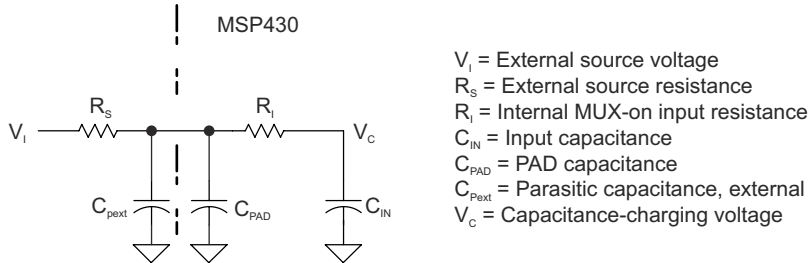 MSP430
V_I
R_S
R_I
V_C
C_pext
C_PAD
C_IN
V_I = External source voltage
R_S = External source resistance
R_I = Internal MUX-on input resistance
C_IN = Input capacitance
C_PAD = PAD capacitance
C_Pext = Parasitic capacitance, external
V_C = Capacitance-charging voltage